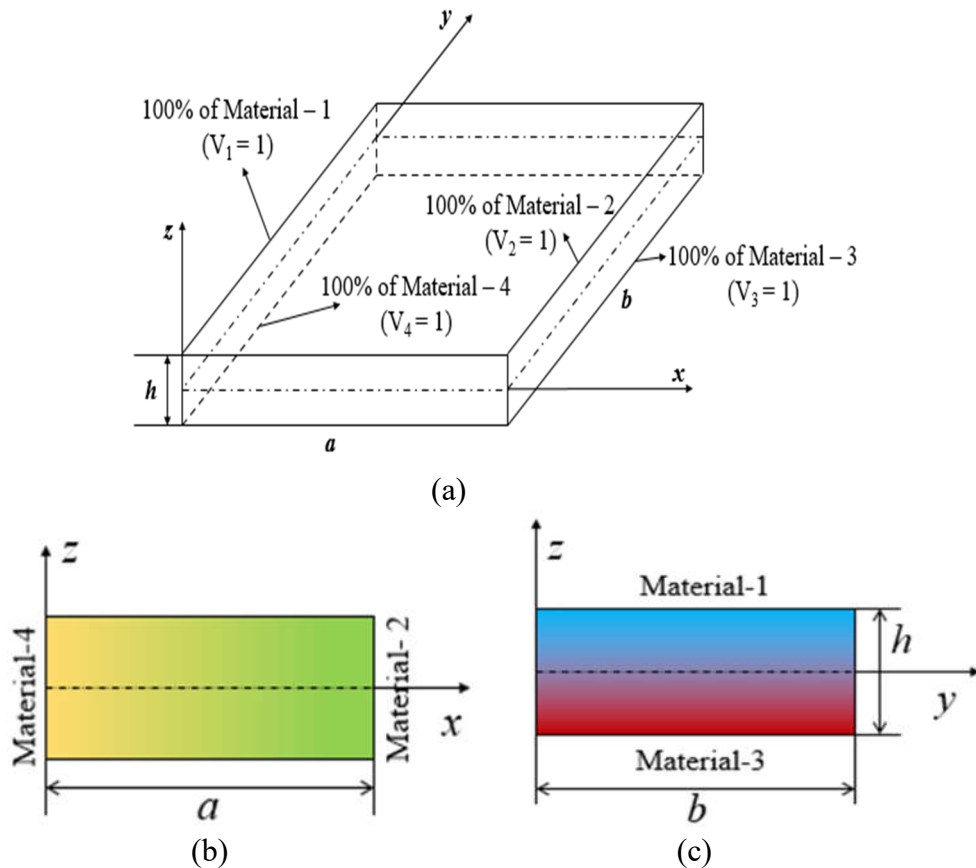 y
100% of Material – 1
(V₁ = 1)
100% of Material – 2
(V₂ = 1)
z
100% of Material – 3
(V₃ = 1)
100% of Material – 4
(V₄ = 1)
b
x
h
a
(a)
z
Material-4
Material- 2
x
a
(b)
z
Material-1
h
y
Material-3
b
(c)